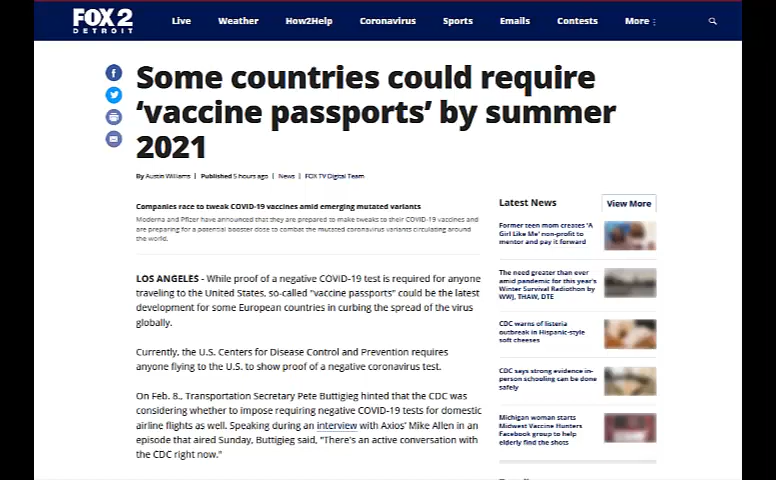 FOX 2
DETROIT
Live Weather How2Help Coronavirus Sports Emails Contests More
Some countries could require
‘vaccine passports’ by summer
2021
By Austin Williams | Published 5 hours ago | News | FOX TV Digital Team
Companies race to tweak COVID-19 vaccines amid emerging mutated variants
Moderna and Pfizer have announced that they are prepared to make tweaks to their COVID-19 vaccines and
are preparing for a potential booster dose to combat the mutated coronavirus variants circulating around
the world.
LOS ANGELES - While proof of a negative COVID-19 test is required for anyone
traveling to the United States, so-called "vaccine passports" could be the latest
development for some European countries in curbing the spread of the virus
globally.
Currently, the U.S. Centers for Disease Control and Prevention requires
anyone flying to the U.S. to show proof of a negative coronavirus test.
On Feb. 8., Transportation Secretary Pete Buttigieg hinted that the CDC was
considering whether to impose requiring negative COVID-19 tests for domestic
airline flights as well. Speaking during an interview with Axios' Mike Allen in an
episode that aired Sunday, Buttigieg said, "There's an active conversation with
the CDC right now."
Latest News
View More
Former teen mom creates 'A
Girl Like Me' non-profit to
mentor and pay it forward
The need greater than ever
amid pandemic for this year's
Winter Survival Radiothon by
WWJ, THAW, DTE
CDC warns of listeria
outbreak in Hispanic-style
soft cheeses
CDC says strong evidence in-
person schooling can be done
safely
Michigan woman starts
Midwest Vaccine Hunters
Facebook group to help
elderly find the shots